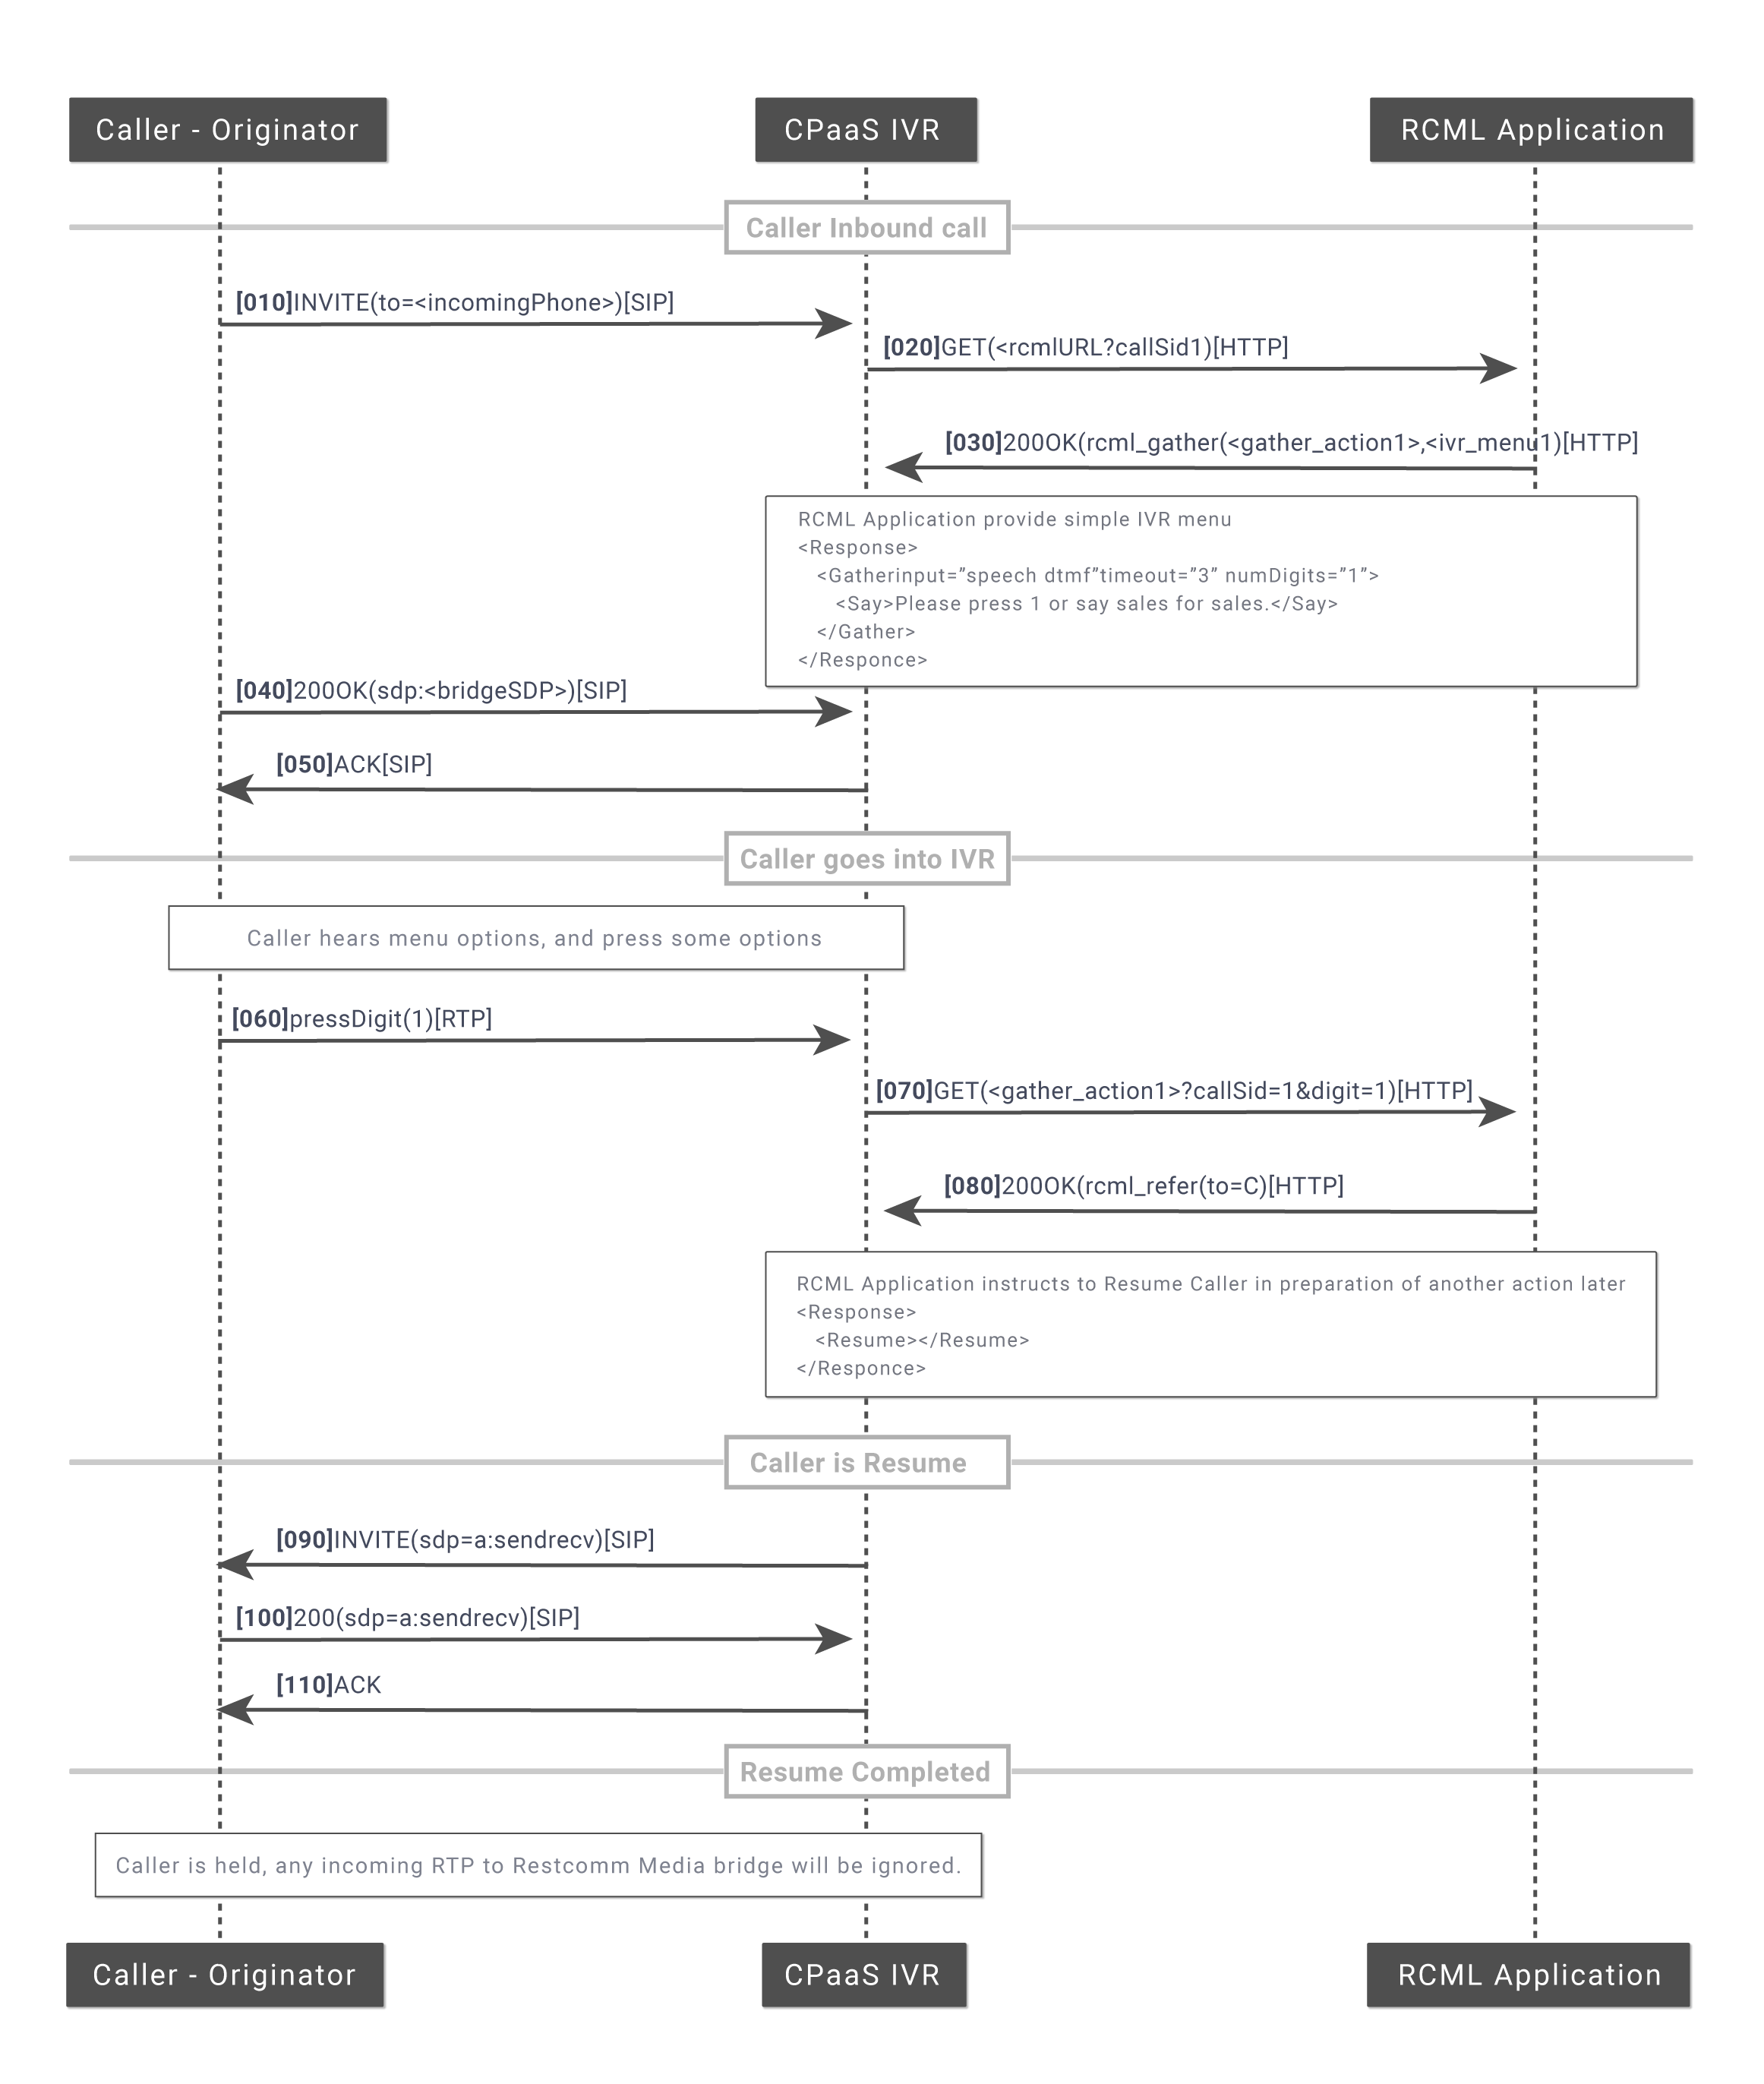 Caller - Originator
CPaaS IVR
RCML Application
Caller Inbound call
[010]INVITE(to=<incomingPhone>)[SIP]
[020]GET(<rcmlURL?callSid1)[HTTP]
[030]200OK(rcml_gather(<gather_action1>,<ivr_menu1)[HTTP]
RCML Application provide simple IVR menu
<Response>
<Gatherinput=”speech dtmf”timeout=”3” numDigits=”1”>
<Say>Please press 1 or say sales for sales.</Say>
</Gather>
</Responce>
[040]200OK(sdp:<bridgeSDP>)[SIP]
[050]ACK[SIP]
Caller goes into IVR
Caller hears menu options, and press some options
[060]pressDigit(1)[RTP]
[070]GET(<gather_action1>?callSid=1&digit=1)[HTTP]
[080]200OK(rcml_refer(to=C)[HTTP]
RCML Application instructs to Resume Caller in preparation of another action later
<Response>
<Resume></Resume>
</Responce>
Caller is Resume
[090]INVITE(sdp=a:sendrecv)[SIP]
[100]200(sdp=a:sendrecv)[SIP]
[110]ACK
Resume Completed
Caller is held, any incoming RTP to Restcomm Media bridge will be ignored.
Caller - Originator
CPaaS IVR
RCML Application